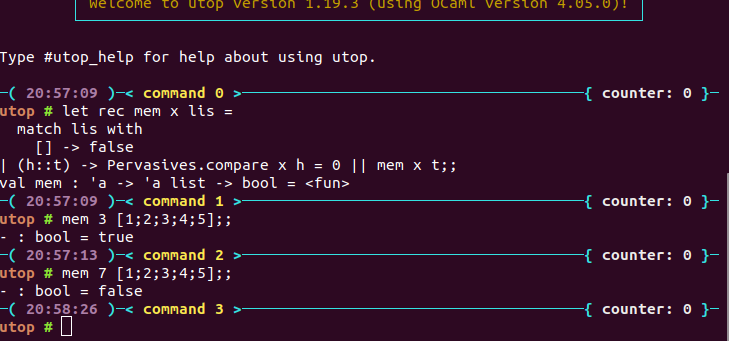 Welcome to utop version 1.19.3 (using OCaml version 4.05.0)!
Type #utop_help for help about using utop.
─( 20:57:09 )─< command 0 >──────────────────────{ counter: 0 }─
utop # let rec mem x lis =
  match lis with
    [] -> false
| (h::t) -> Pervasives.compare x h = 0 || mem x t;;
val mem : 'a -> 'a list -> bool = <fun>
─( 20:57:09 )─< command 1 >──────────────────────{ counter: 0 }─
utop # mem 3 [1;2;3;4;5];;
- : bool = true
─( 20:57:13 )─< command 2 >──────────────────────{ counter: 0 }─
utop # mem 7 [1;2;3;4;5];;
- : bool = false
─( 20:58:26 )─< command 3 >──────────────────────{ counter: 0 }─
utop #